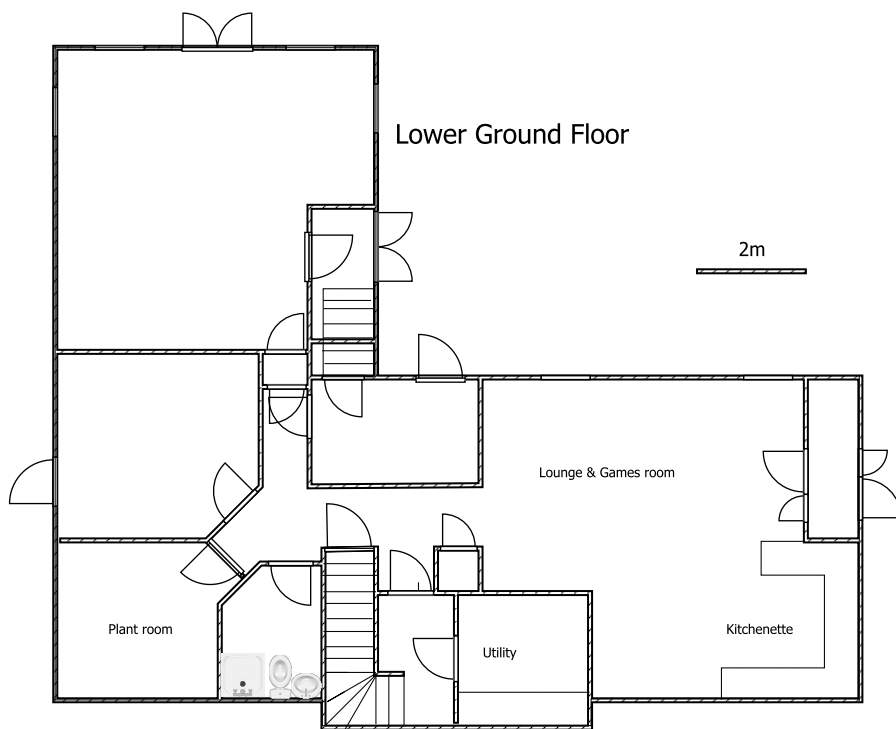 Lower Ground Floor
2m
Lounge & Games room
Plant room
Kitchenette
Utility